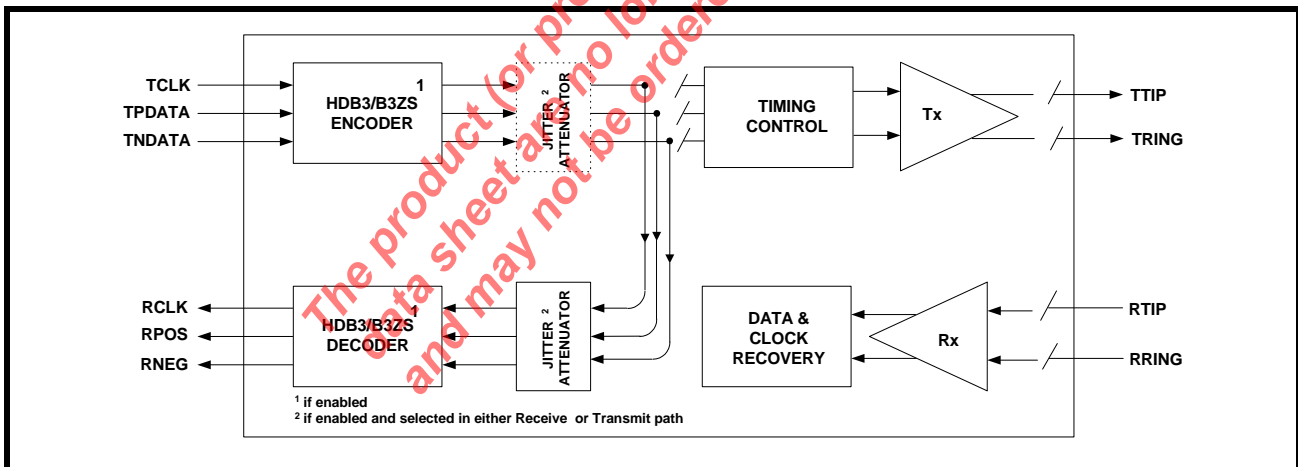 The product (or pro
data sheet are no lo
and may not be ordere
TCLK
TPDATA
TNDATA
HDB3/B3ZS 1
ENCODER
JITTER 2
ATTENUATOR
TIMING
CONTROL
Tx
TTIP
TRING
RCLK
RPOS
RNEG
HDB3/B3ZS 1
DECODER
JITTER 2
ATTENUATOR
DATA &
CLOCK
RECOVERY
Rx
RTIP
RRING
1 if enabled
2 if enabled and selected in either Receive or Transmit path